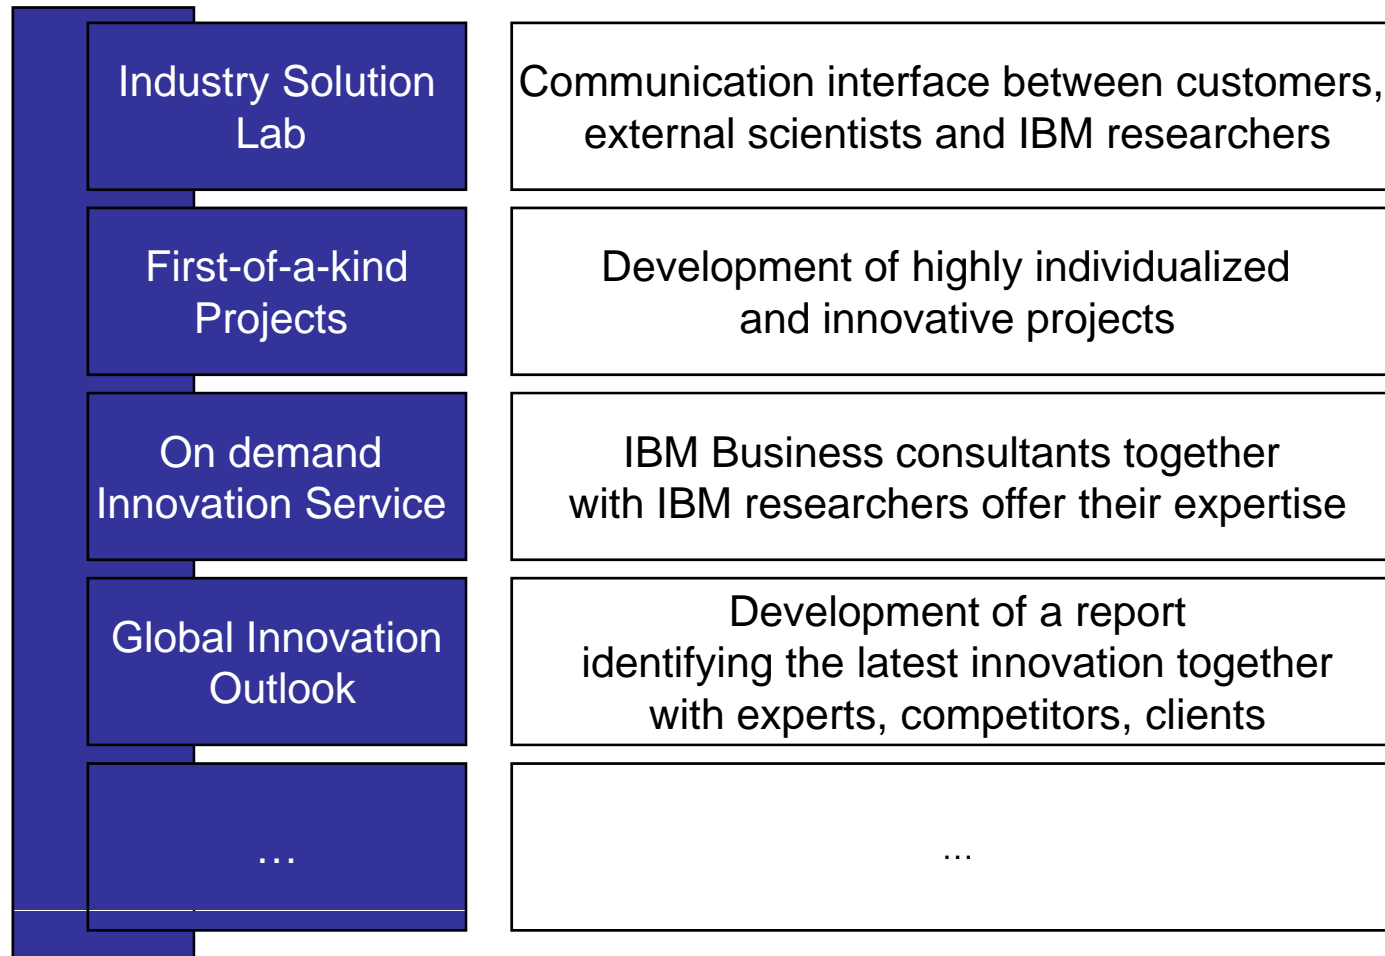 Industry Solution
Lab
Communication interface between customers,
external scientists and IBM researchers
First-of-a-kind
Projects
Development of highly individualized
and innovative projects
On demand
Innovation Service
IBM Business consultants together
with IBM researchers offer their expertise
Global Innovation
Outlook
Development of a report
identifying the latest innovation together
with experts, competitors, clients
…
…